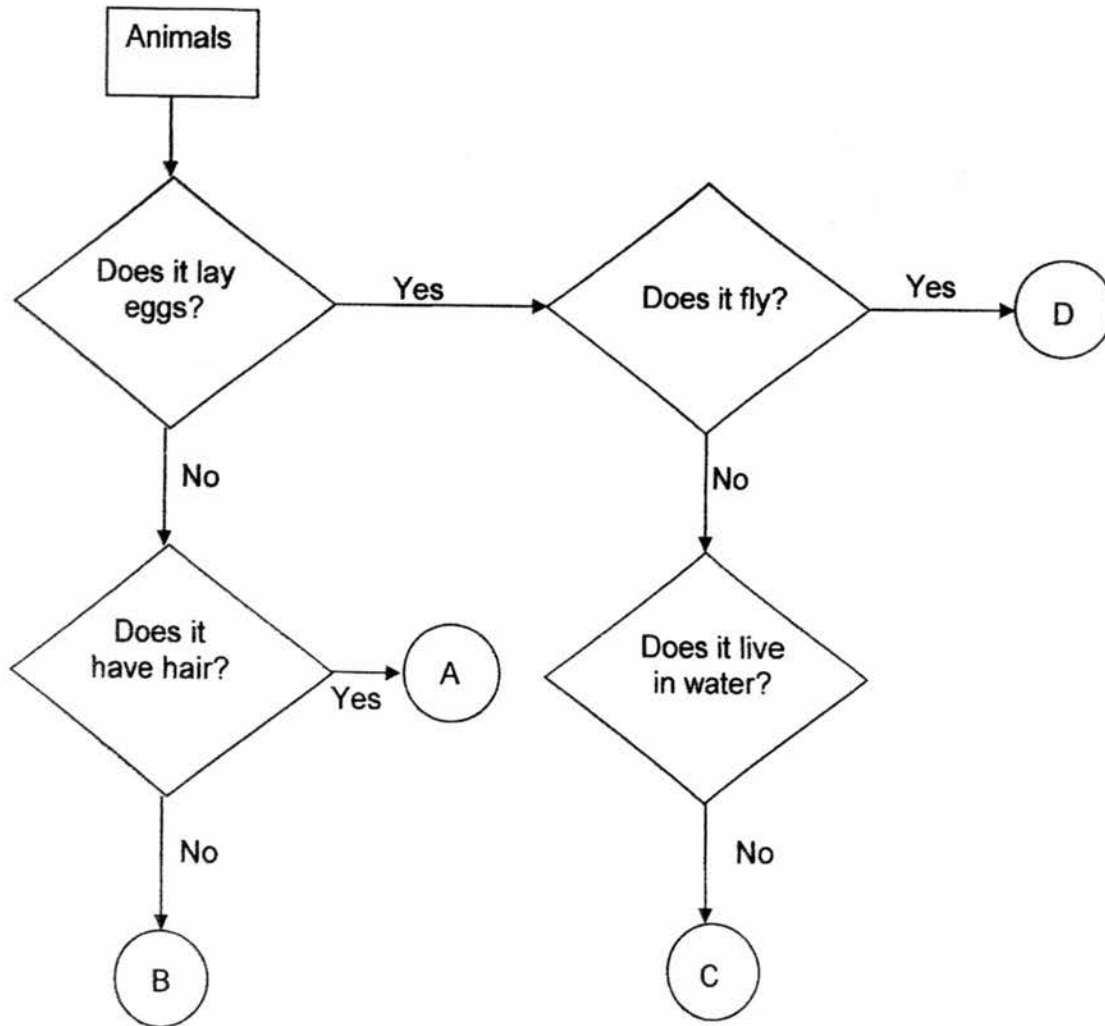 Animals
Does it lay
eggs?
Yes
Does it fly?
Yes
D
No
No
Does it
have hair?
Yes
A
Does it live
in water?
No
No
B
C